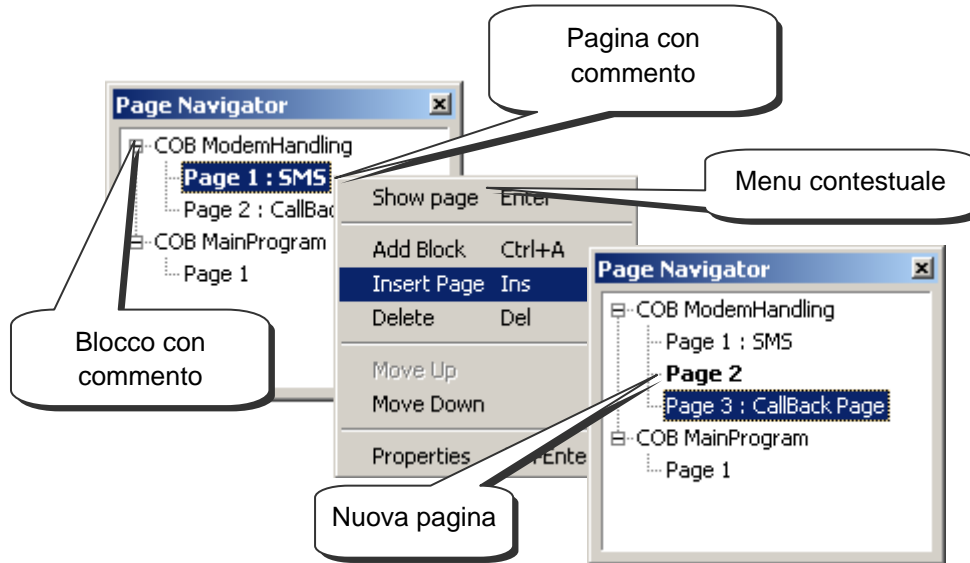 Pagina con
commento
Page Navigator
COB ModemHandling
Page 1 : SMS
Page 2 : CallBac
COB MainProgram
Page 1
Blocco con
commento
Menu contestuale
Show page Enter
Add Block Ctrl+A
Insert Page Ins
Delete Del
Move Up
Move Down
Properties
Page Navigator
COB ModemHandling
Page 1 : SMS
Page 2
Page 3 : CallBack Page
COB MainProgram
Page 1
Nuova pagina